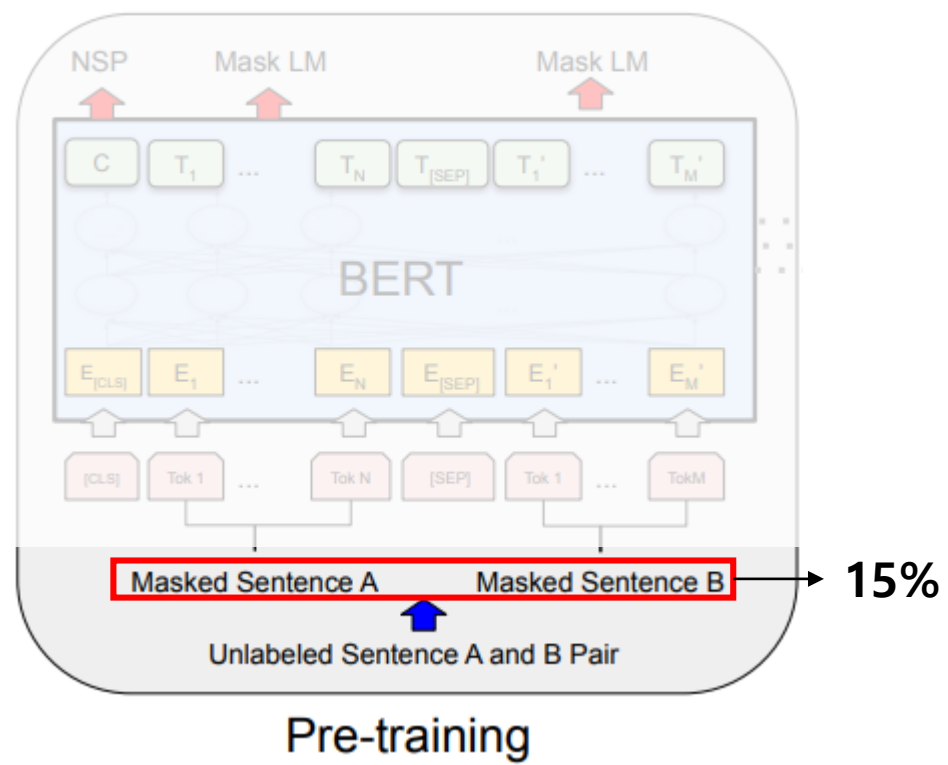 NSP Mask LM Mask LM
C T1 ... TN T[SEP] T1' ... TM'
BERT
E[CLS] E1 ... EN E[SEP] E1' ... EM'
[CLS] Tok 1 ... Tok N [SEP] Tok 1 ... TokM
Masked Sentence A Masked Sentence B 15%
Unlabeled Sentence A and B Pair
Pre-training